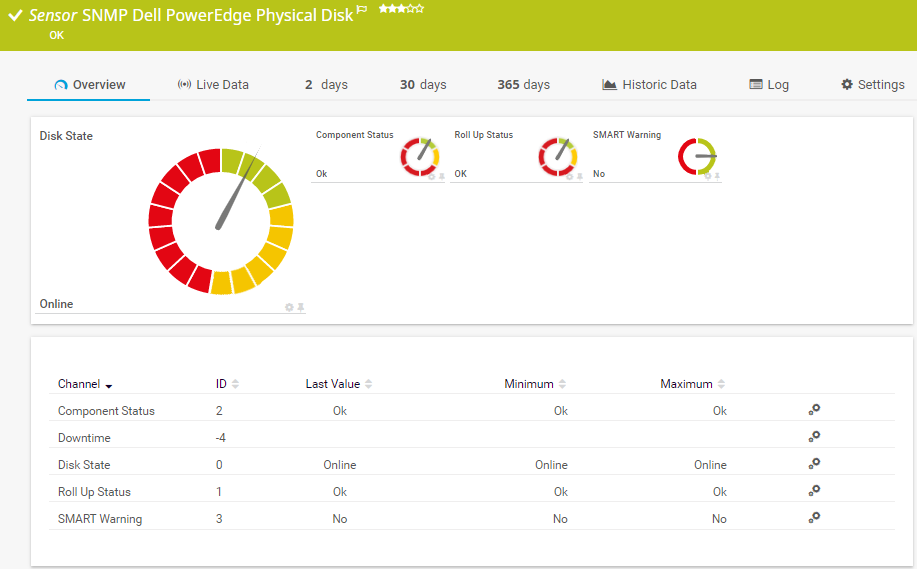 Sensor SNMP Dell PowerEdge Physical Disk
OK
Overview Live Data 2 days 30 days 365 days Historic Data Log Settings
Disk State
Online
Component Status
Ok
Roll Up Status
OK
SMART Warning
No
Channel ID Last Value Minimum Maximum
Component Status 2 Ok Ok Ok
Downtime -4
Disk State 0 Online Online Online
Roll Up Status 1 Ok Ok Ok
SMART Warning 3 No No No